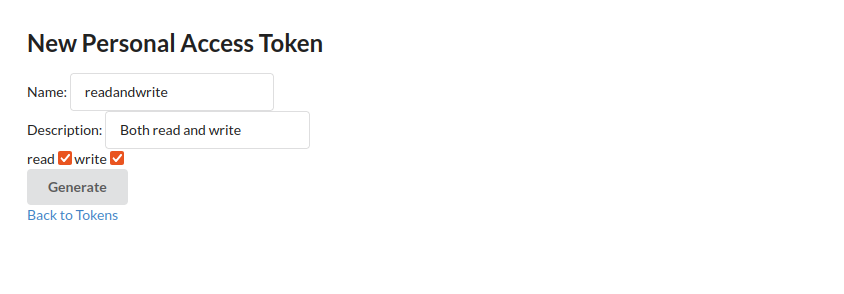 New Personal Access Token
Name: readandwrite
Description: Both read and write
read write
Generate
Back to Tokens